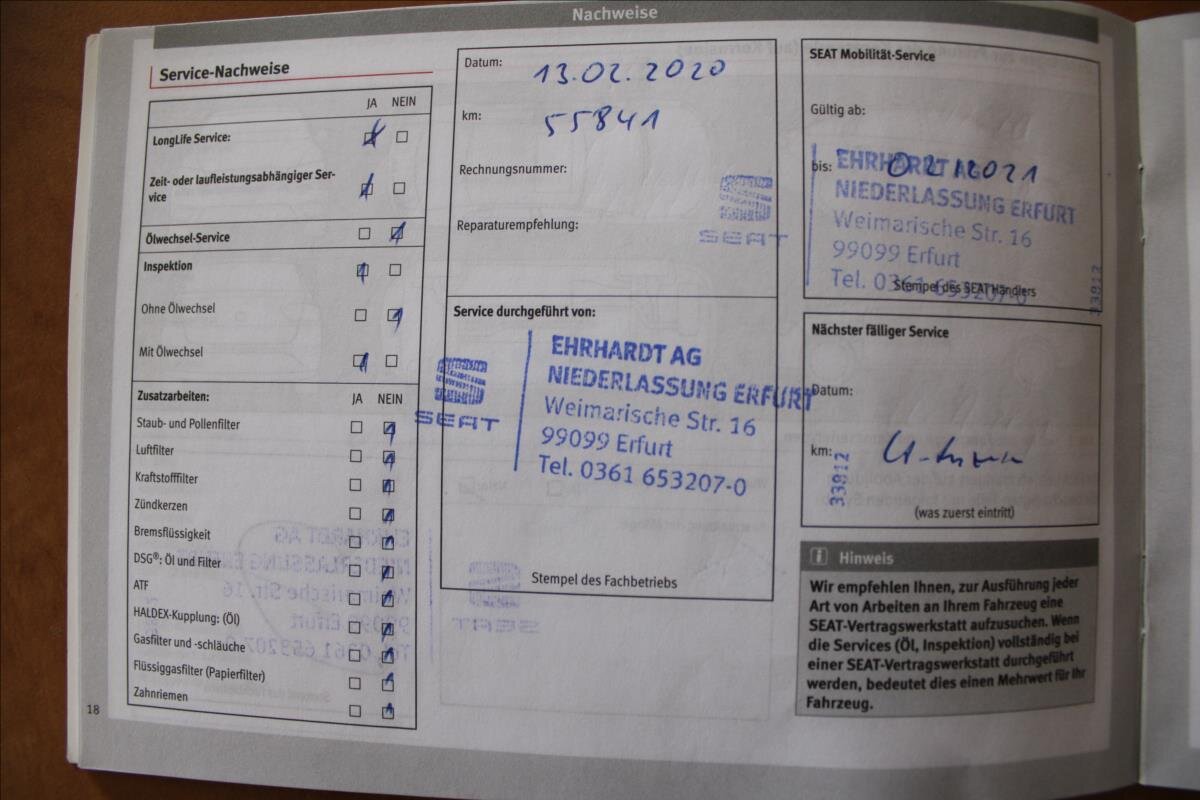 Nachweise
Service-Nachweise
JA NEIN
LongLife Service:
Zeit- oder laufleistungsabhängiger Ser-
vice
Ölwechsel-Service
Inspektion
Ohne Ölwechsel
Mit Ölwechsel
Zusatzarbeiten: JA NEIN
Staub- und Pollenfilter
Luftfilter
Kraftstofffilter
Zündkerzen
Bremsflüssigkeit
DSG®: Öl und Filter
ATF
HALDEX-Kupplung: (Öl)
Gasfilter und -schläuche
Flüssiggasfilter (Papierfilter)
Zahnriemen
18
Datum: 13.02.2020
km: 55841
Rechnungsnummer:
Reparaturempfehlung:
SEAT
Service durchgeführt von:
SEAT
EHRHARDT AG
NIEDERLASSUNG ERFURT
Weimarische Str. 16
99099 Erfurt
Tel. 0361 653207-0
Stempel des Fachbetriebs
SEAT Mobilität-Service
Gültig ab:
bis:
EHRHARDT AG
NIEDERLASSUNG ERFURT
Weimarische Str. 16
99099 Erfurt
Tel. 0361 653207-0
Stempel des SEAT Händlers
33812
Nächster fälliger Service
Datum:
km:
33812
(was zuerst eintritt)
i Hinweis
Wir empfehlen Ihnen, zur Ausführung jeder
Art von Arbeiten an Ihrem Fahrzeug eine
SEAT-Vertragswerkstatt aufzusuchen. Wenn
die Services (Öl, Inspektion) vollständig bei
einer SEAT-Vertragswerkstatt durchgeführt
werden, bedeutet dies einen Mehrwert für Ihr
Fahrzeug.